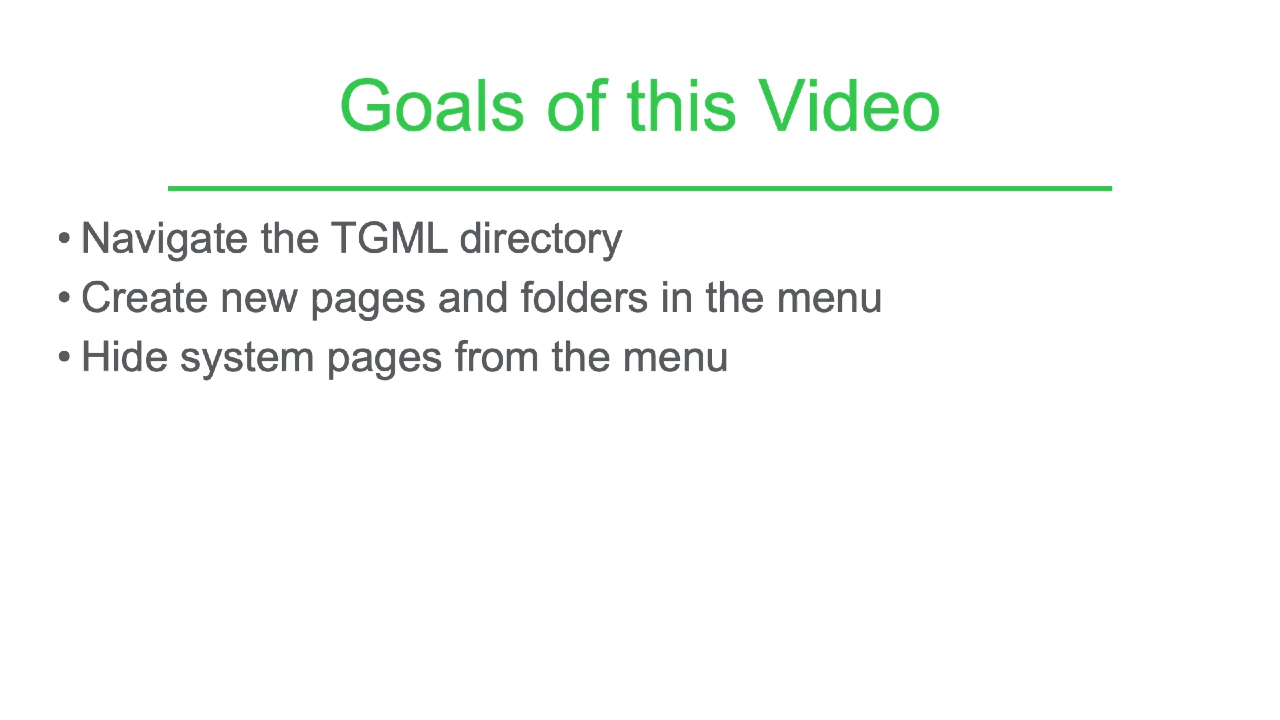 Goals of this Video
• Navigate the TGML directory
• Create new pages and folders in the menu
• Hide system pages from the menu